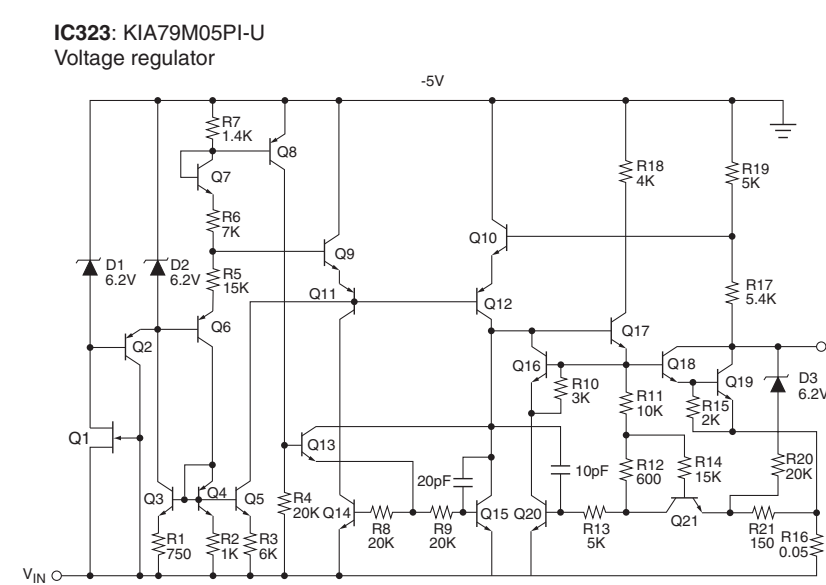 IC323: KIA79M05PI-U
Voltage regulator
-5V
R7
1.4K
Q8
Q7
R18
4K
R19
5K
R6
7K
Q10
Q9
D1
6.2V
D2
6.2V
R5
15K
R17
5.4K
Q11
Q12
Q2
Q6
Q17
Q16
Q18
Q19
D3
6.2V
R10
3K
R11
10K
R15
2K
Q1
Q13
R20
20K
20pF
10pF
R12
600
R14
15K
Q3
Q4
Q5
R4
20K
Q14
Q15
Q20
Q21
R8
20K
R9
20K
R13
5K
R21
150
R16
0.05
R1
750
R2
1K
R3
6K
VIN